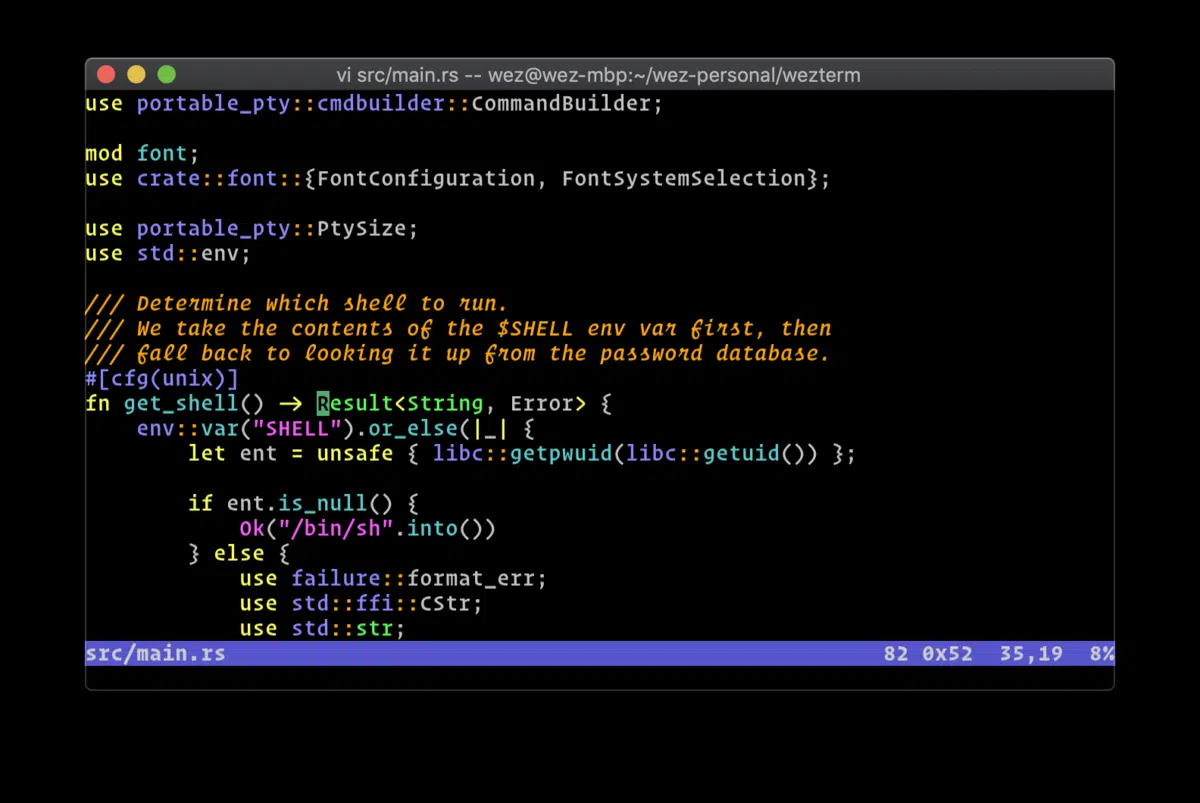 vi src/main.rs -- wez@wez-mbp:~/wez-personal/wezterm
use portable_pty::cmdbuilder::CommandBuilder;
mod font;
use crate::font::{FontConfiguration, FontSystemSelection};
use portable_pty::PtySize;
use std::env;
/// Determine which shell to run.
/// We take the contents of the $SHELL env var first, then
/// fall back to looking it up from the password database.
#[cfg(unix)]
fn get_shell() -> Result<String, Error> {
    env::var("SHELL").or_else(|_| {
        let ent = unsafe { libc::getpwuid(libc::getuid()) };
        if ent.is_null() {
            Ok("/bin/sh".into())
        } else {
            use failure::format_err;
            use std::ffi::CStr;
            use std::str;
src/main.rs 82 0x52 35,19 8%